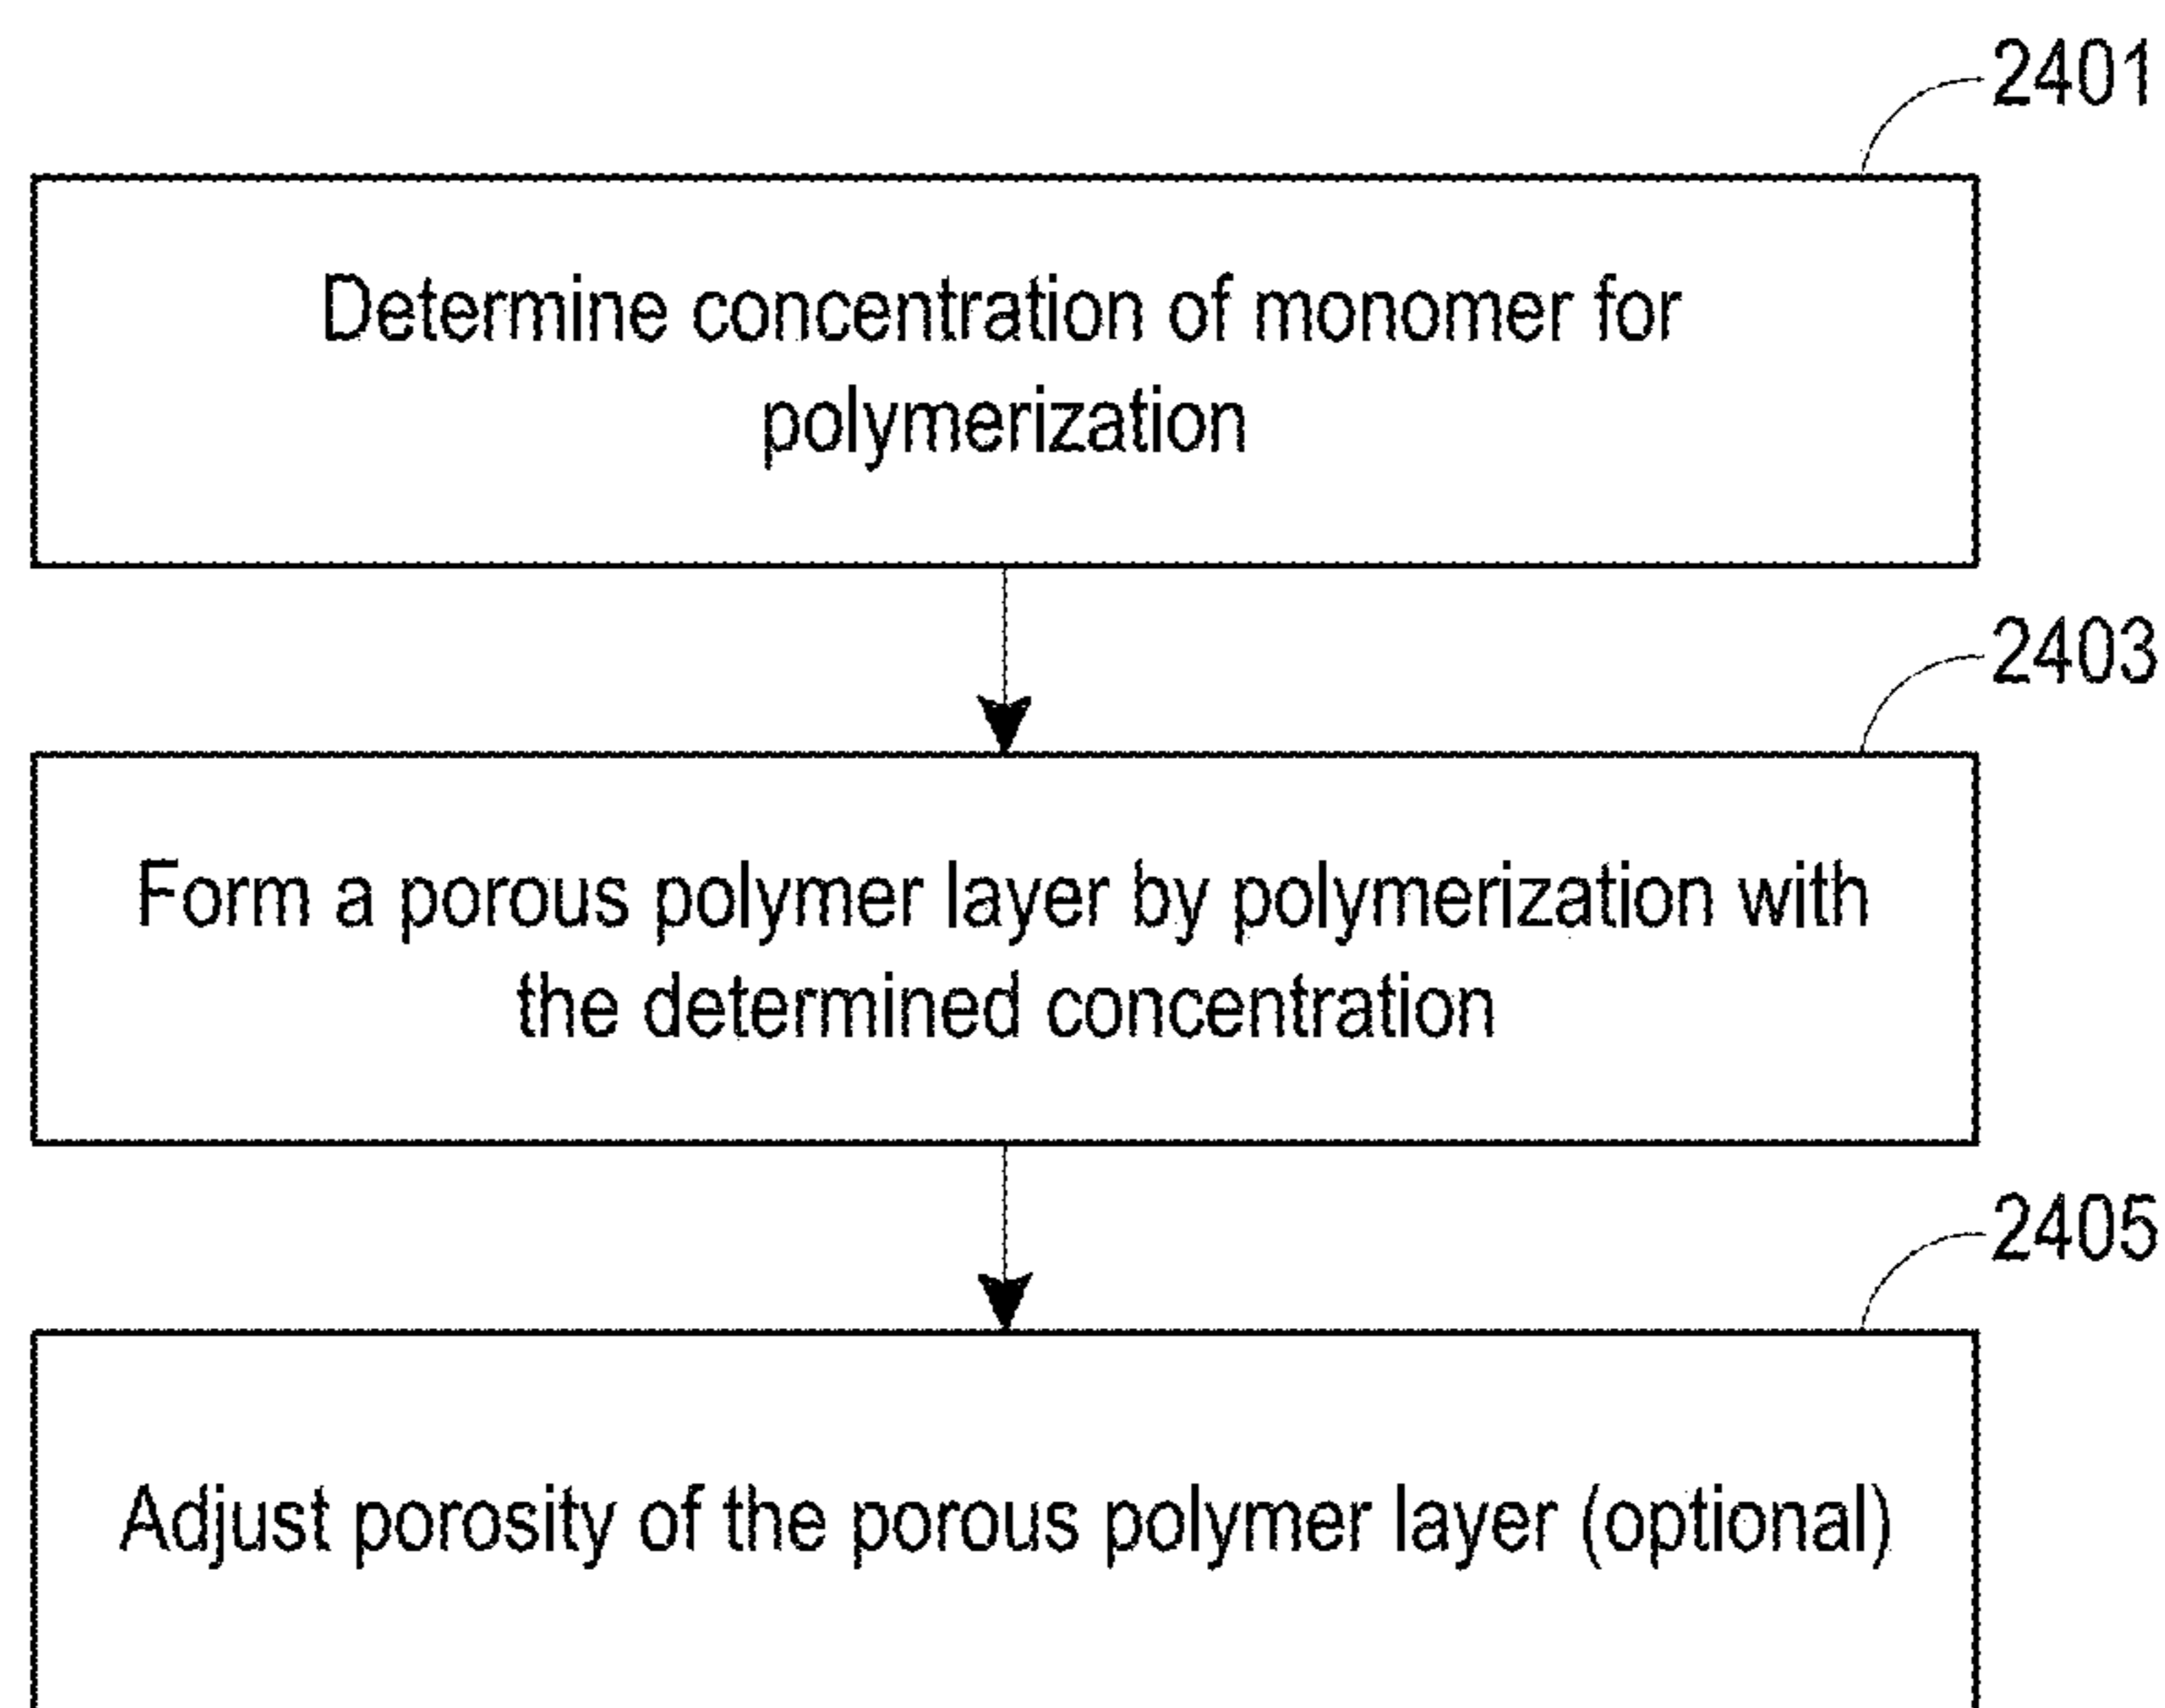 2401
Determine concentration of monomer for
polymerization
2403
Form a porous polymer layer by polymerization with
the determined concentration
2405
Adjust porosity of the porous polymer layer (optional)